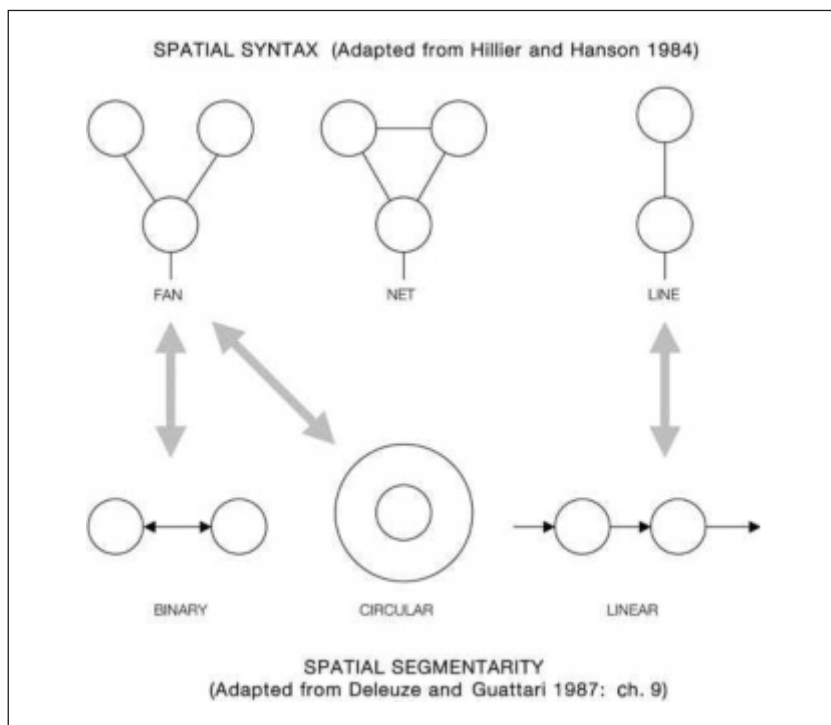 SPATIAL SYNTAX (Adapted from Hillier and Hanson 1984)
FAN
NET
LINE
BINARY
CIRCULAR
LINEAR
SPATIAL SEGMENTARITY
(Adapted from Deleuze and Guattari 1987: ch. 9)